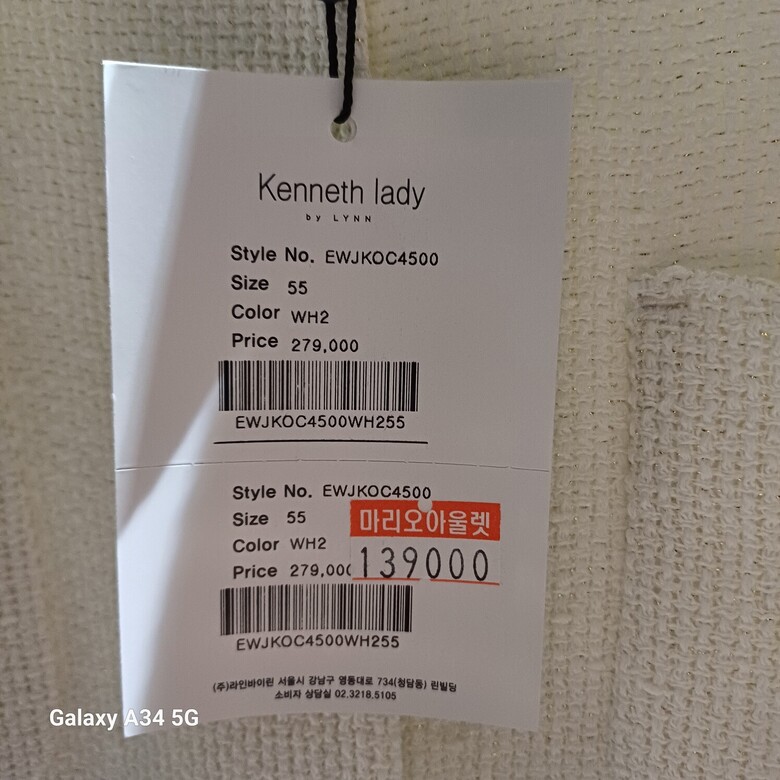 Kenneth lady
by LYNN
Style No. EWJKOC4500
Size 55
Color WH2
Price 279,000
EWJKOC4500WH255
Style No. EWJKOC4500
Size 55
Color WH2
Price 279,000
마리오아울렛
139000
EWJKOC4500WH255
(주)라인바이린 서울시 강남구 영동대로 734(청담동) 린빌딩
소비자 상담실 02.3218.5105
Galaxy A34 5G